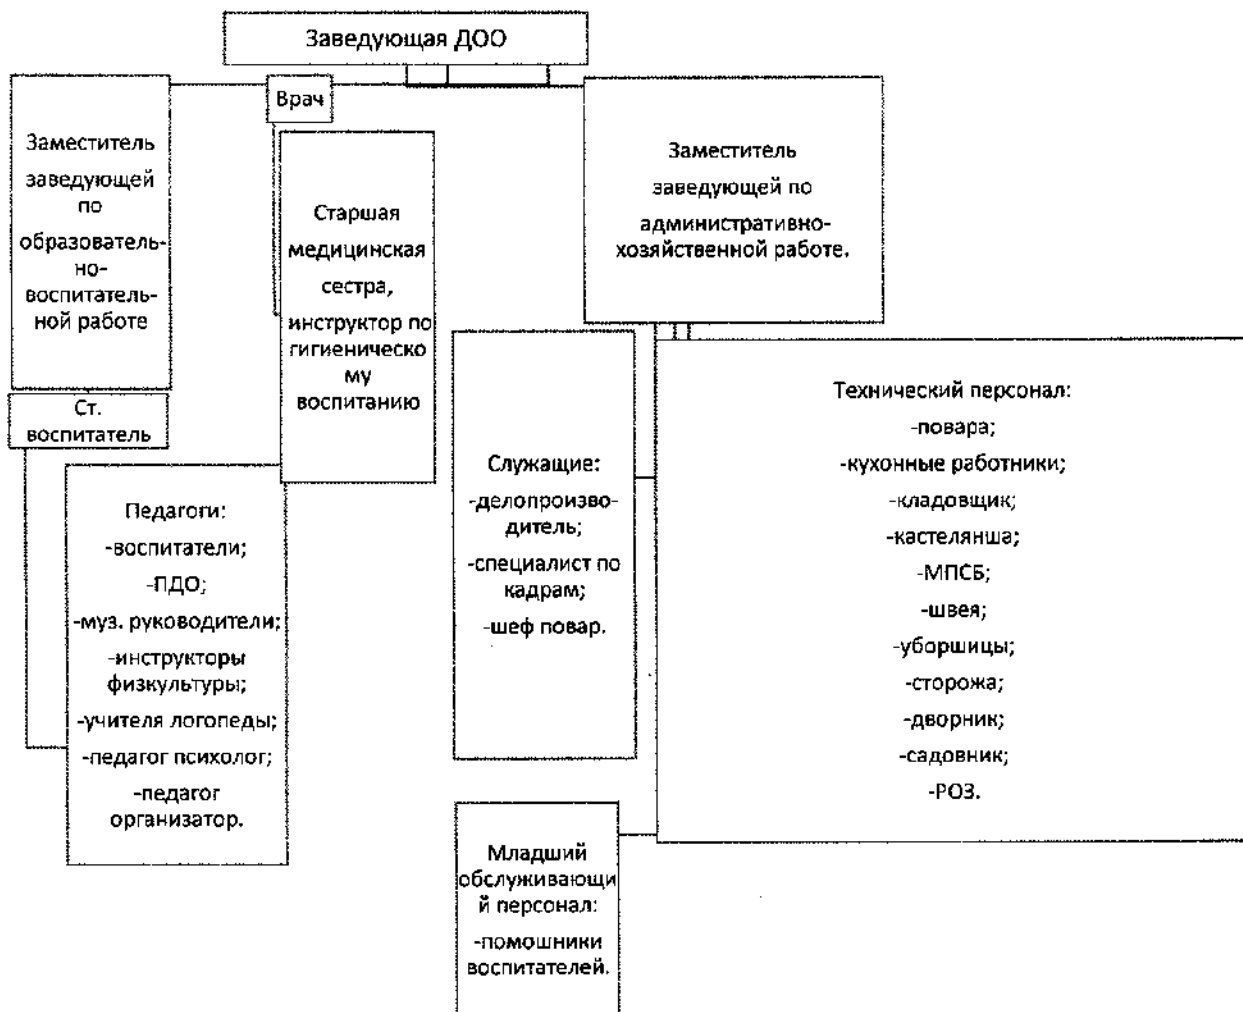 Заведующая ДОО
Врач
Заместитель
заведующей
по
образователь-
но-
воспитатель-
ной работе
Старшая
медицинская
сестра,
инструктор по
гигиеническо
му
воспитанию
Заместитель
заведующей по
административно-
хозяйственной работе.
Ст.
воспитатель
Педагоги:
-воспитатели;
-ПДО;
-муз. руководители;
-инструкторы
физкультуры;
-учителя логопеды;
-педагог психолог;
-педагог
организатор.
Служащие:
-делопроизво-
дитель;
-специалист по
кадрам;
-шеф повар.
Технический персонал:
-повара;
-кухонные работники;
-кладовщик;
-кастелянша;
-МПСБ;
-швея;
-уборшицы;
-сторожа;
-дворник;
-садовник;
-РОЗ.
Младший
обслуживающи
й персонал:
-помошники
воспитателей.